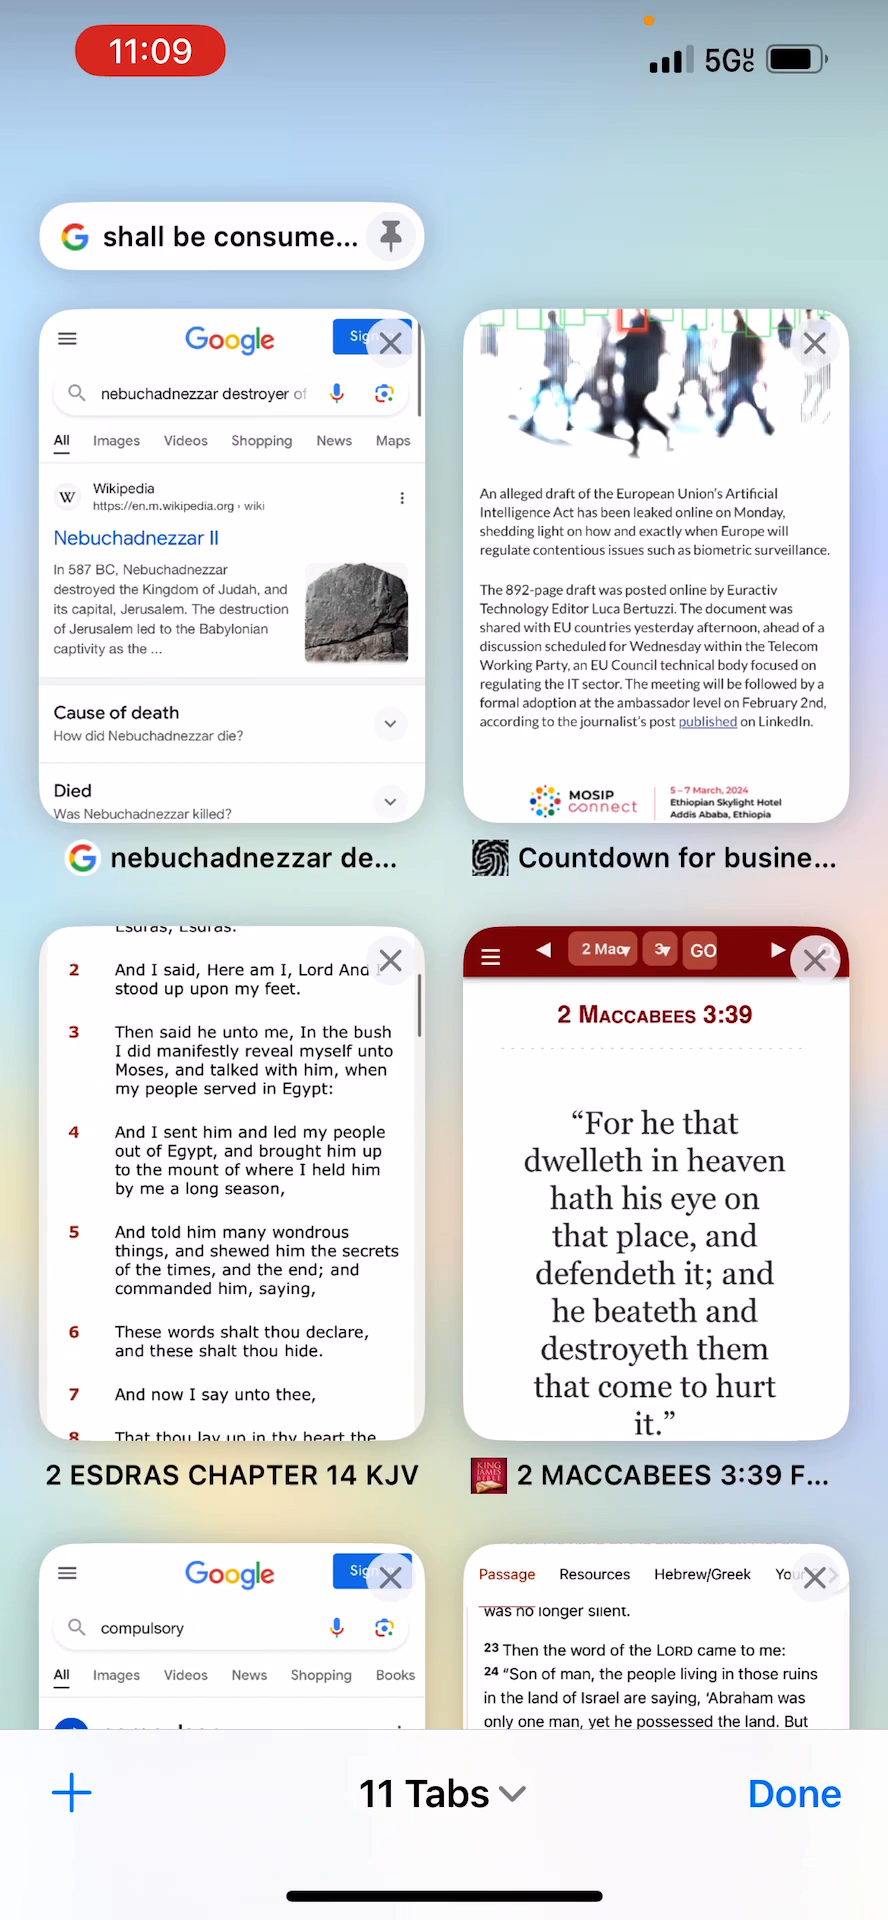 11:09
5G UC
shall be consume...
Google
nebuchadnezzar destroyer of
All Images Videos Shopping News Maps
W
Wikipedia
https://en.m.wikipedia.org › wiki
Nebuchadnezzar II
In 587 BC, Nebuchadnezzar
destroyed the Kingdom of Judah, and
its capital, Jerusalem. The destruction
of Jerusalem led to the Babylonian
captivity as the ...
Cause of death
How did Nebuchadnezzar die?
Died
Was Nebuchadnezzar killed?
nebuchadnezzar de...
An alleged draft of the European Union's Artificial
Intelligence Act has been leaked online on Monday,
shedding light on how and exactly when Europe will
regulate contentious issues such as biometric surveillance.
The 892-page draft was posted online by Euractiv
Technology Editor Luca Bertuzzi. The document was
shared with EU countries yesterday afternoon, ahead of a
discussion scheduled for Wednesday within the Telecom
Working Party, an EU Council technical body focused on
regulating the IT sector. The meeting will be followed by a
formal adoption at the ambassador level on February 2nd,
according to the journalist's post published on LinkedIn.
MOSIP
connect
5 – 7 March, 2024
Ethiopian Skylight Hotel
Addis Ababa, Ethiopia
Countdown for busine...
Esdras, Esdras.
2 And I said, Here am I, Lord And I
stood up upon my feet.
3 Then said he unto me, In the bush
I did manifestly reveal myself unto
Moses, and talked with him, when
my people served in Egypt:
4 And I sent him and led my people
out of Egypt, and brought him up
to the mount of where I held him
by me a long season,
5 And told him many wondrous
things, and shewed him the secrets
of the times, and the end; and
commanded him, saying,
6 These words shalt thou declare,
and these shalt thou hide.
7 And now I say unto thee,
8 That thou lay up in thy heart the
2 ESDRAS CHAPTER 14 KJV
2 Mac 3 GO
2 MACCABEES 3:39
“For he that
dwelleth in heaven
hath his eye on
that place, and
defendeth it; and
he beateth and
destroyeth them
that come to hurt
it.”
KING JAMES BIBLE
2 MACCABEES 3:39 F...
Google
compulsory
All Images Videos News Shopping Books
Passage Resources Hebrew/Greek
was no longer silent.
23 Then the word of the LORD came to me:
24 “Son of man, the people living in those ruins
in the land of Israel are saying, ‘Abraham was
only one man, yet he possessed the land. But
11 Tabs
Done